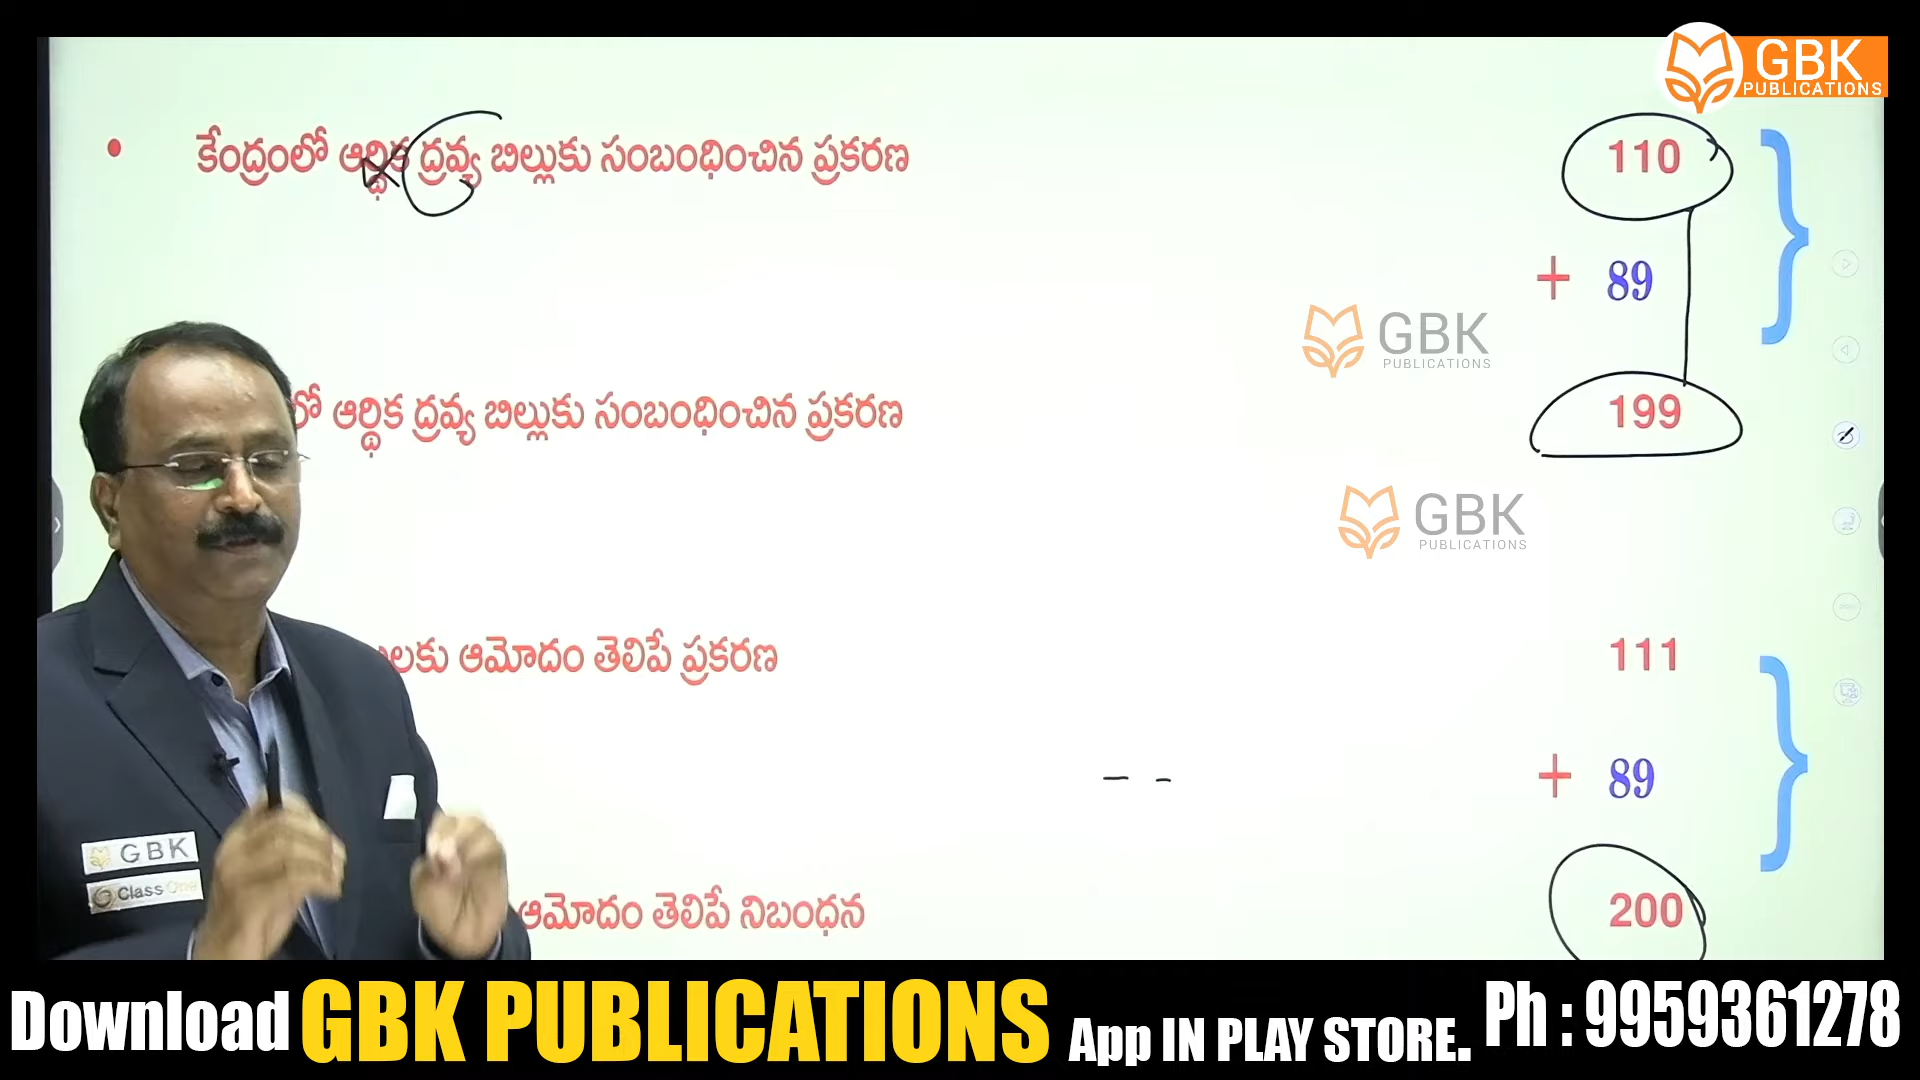 GBK
PUBLICATIONS
కేంద్రంలో ఆర్థిక ద్రవ్య బిల్లుకు సంబంధించిన ప్రకరణ 110
+ 89
GBK
PUBLICATIONS
ఆర్థిక ద్రవ్య బిల్లుకు సంబంధించిన ప్రకరణ 199
GBK
PUBLICATIONS
ఆమోదం తెలిపే ప్రకరణ 111
+ 89
GBK
Class One
ఆమోదం తెలిపే నిబంధన 200
Download GBK PUBLICATIONS App IN PLAY STORE. Ph : 9959361278